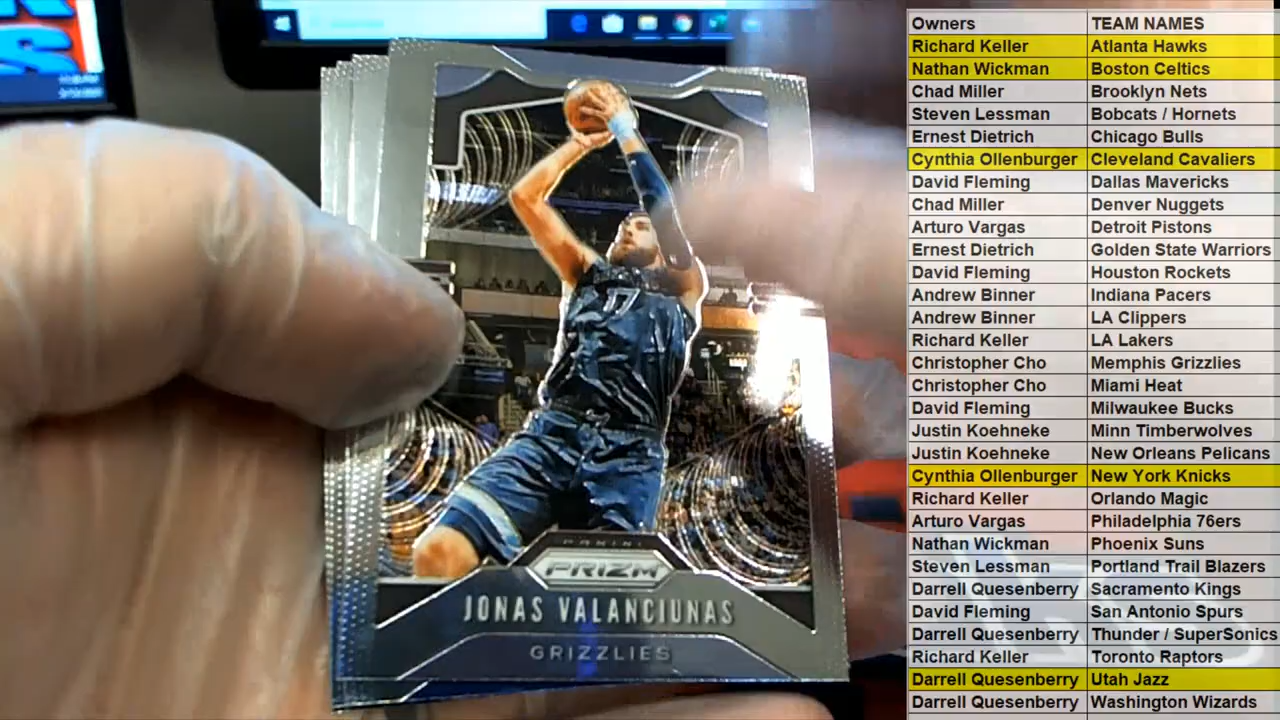 PANINI
PRIZM
JONAS VALANCIUNAS
GRIZZLIES
Owners TEAM NAMES
Richard Keller Atlanta Hawks
Nathan Wickman Boston Celtics
Chad Miller Brooklyn Nets
Steven Lessman Bobcats / Hornets
Ernest Dietrich Chicago Bulls
Cynthia Ollenburger Cleveland Cavaliers
David Fleming Dallas Mavericks
Chad Miller Denver Nuggets
Arturo Vargas Detroit Pistons
Ernest Dietrich Golden State Warriors
David Fleming Houston Rockets
Andrew Binner Indiana Pacers
Andrew Binner LA Clippers
Richard Keller LA Lakers
Christopher Cho Memphis Grizzlies
Christopher Cho Miami Heat
David Fleming Milwaukee Bucks
Justin Koehneke Minn Timberwolves
Justin Koehneke New Orleans Pelicans
Cynthia Ollenburger New York Knicks
Richard Keller Orlando Magic
Arturo Vargas Philadelphia 76ers
Nathan Wickman Phoenix Suns
Steven Lessman Portland Trail Blazers
Darrell Quesenberry Sacramento Kings
David Fleming San Antonio Spurs
Darrell Quesenberry Thunder / SuperSonics
Richard Keller Toronto Raptors
Darrell Quesenberry Utah Jazz
Darrell Quesenberry Washington Wizards